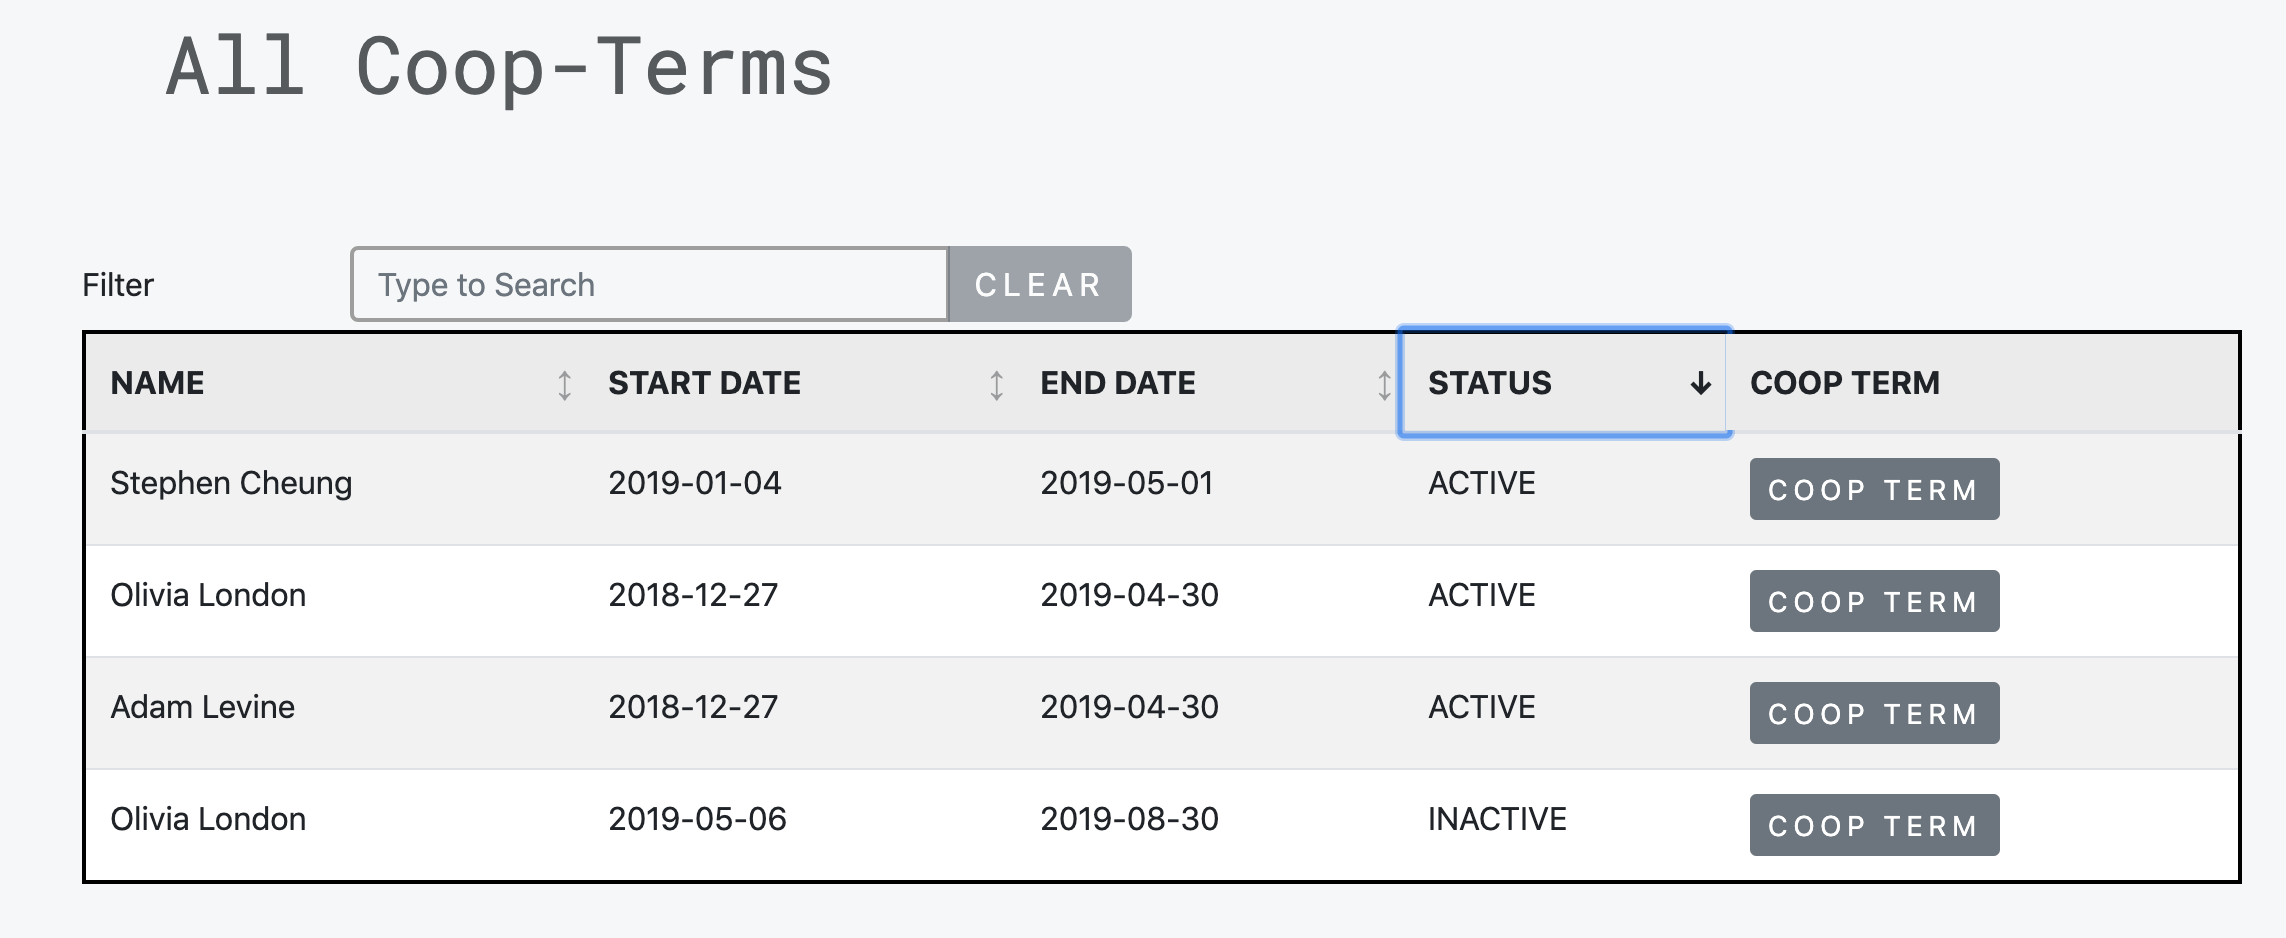 All Coop-Terms
Filter Type to Search CLEAR
NAME START DATE END DATE STATUS COOP TERM
Stephen Cheung 2019-01-04 2019-05-01 ACTIVE COOP TERM
Olivia London 2018-12-27 2019-04-30 ACTIVE COOP TERM
Adam Levine 2018-12-27 2019-04-30 ACTIVE COOP TERM
Olivia London 2019-05-06 2019-08-30 INACTIVE COOP TERM